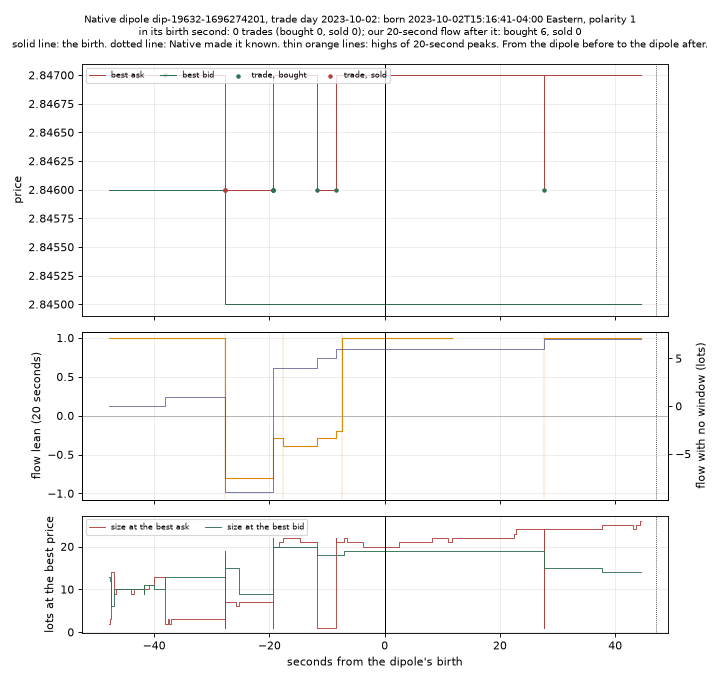 Native dipole dip-19632-1696274201, trade day 2023-10-02: born 2023-10-02T15:16:41-04:00 Eastern, polarity 1
in its birth second: 0 trades (bought 0, sold 0); our 20-second flow after it: bought 6, sold 0
solid line: the birth. dotted line: Native made it known. thin orange lines: highs of 20-second peaks. From the dipole before to the dipole after.
best ask
best bid
trade, bought
trade, sold
2.84700
2.84675
2.84650
2.84625
2.84600
2.84575
2.84550
2.84525
2.84500
price
1.0
0.5
0.0
−0.5
−1.0
flow lean (20 seconds)
5
0
−5
flow with no window (lots)
size at the best ask
size at the best bid
20
10
0
lots at the best price
−40
−20
0
20
40
seconds from the dipole's birth